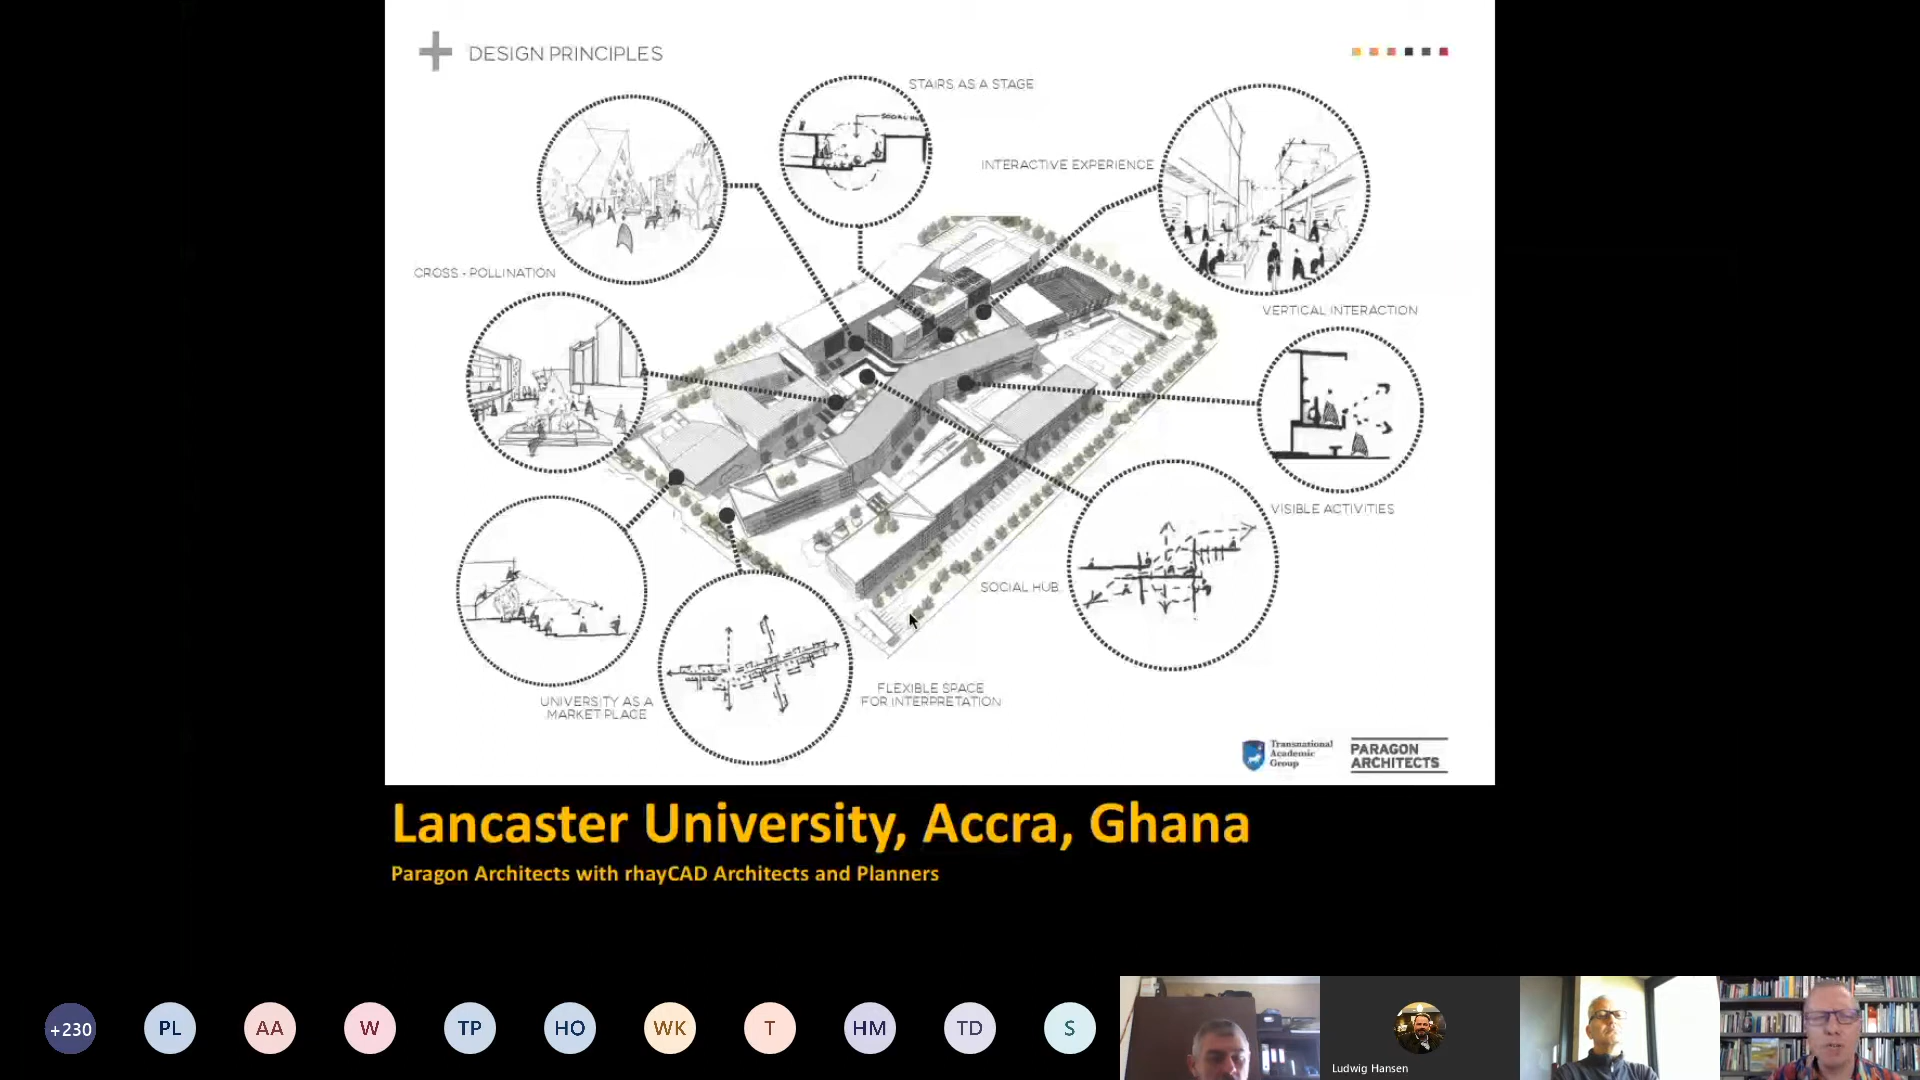 DESIGN PRINCIPLES
STAIRS AS A STAGE
INTERACTIVE EXPERIENCE
CROSS - POLLINATION
VERTICAL INTERACTION
VISIBLE ACTIVITIES
SOCIAL HUB
UNIVERSITY AS A
MARKET PLACE
FLEXIBLE SPACE
FOR INTERPRETATION
Transnational
Academic
Group
PARAGON
ARCHITECTS
Lancaster University, Accra, Ghana
Paragon Architects with rhayCAD Architects and Planners
+230
PL
AA
W
TP
HO
WK
T
HM
TD
S
Ludwig Hansen